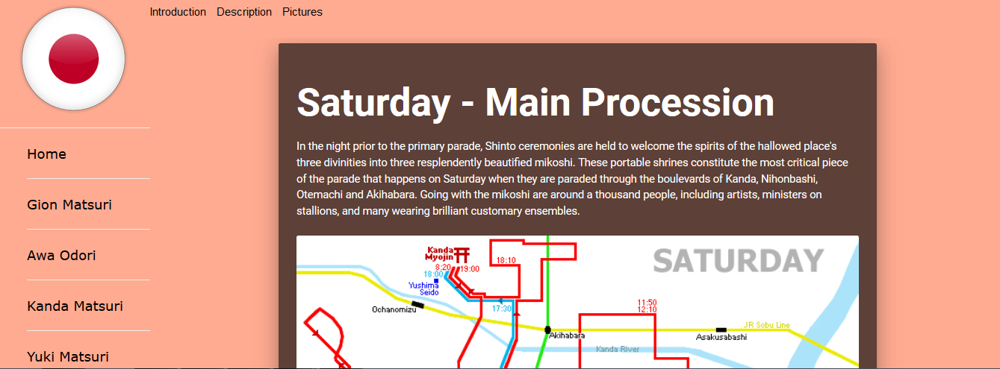 Introduction Description Pictures
Home
Gion Matsuri
Awa Odori
Kanda Matsuri
Yuki Matsuri
Saturday - Main Procession
In the night prior to the primary parade, Shinto ceremonies are held to welcome the spirits of the hallowed place's
three divinities into three resplendently beautified mikoshi. These portable shrines constitute the most critical piece
of the parade that happens on Saturday when they are paraded through the boulevards of Kanda, Nihonbashi,
Otemachi and Akihabara. Going with the mikoshi are around a thousand people, including artists, ministers on
stallions, and many wearing brilliant customary ensembles.
SATURDAY
Kanda
Myojin
8:20
19:00
18:00
18:10
Yushima
Seido
Ochanomizu
17:30
11:50
12:10
JR Sobu Line
Akihabara
Asakusabashi
Kanda River